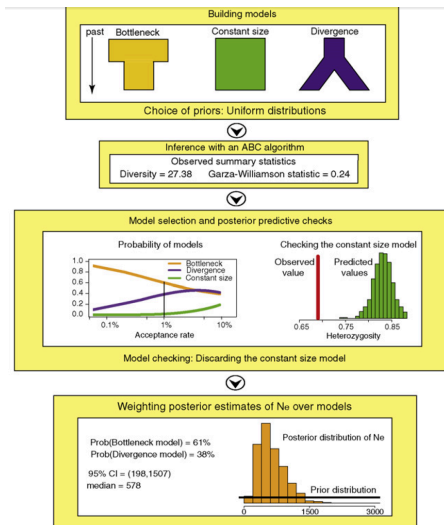 Building models
past
Bottleneck
Constant size
Divergence
Choice of priors: Uniform distributions
Inference with an ABC algorithm
Observed summary statistics
Diversity = 27.38 Garza-Williamson statistic = 0.24
Model selection and posterior predictive checks
Probability of models
1.0
0.8
0.6
0.4
0.2
0.0
Bottleneck
Divergence
Constant size
0.1%
1%
10%
Acceptance rate
Checking the constant size model
Observed
value
Predicted
values
0.65
0.75
0.85
Heterozygosity
Model checking: Discarding the constant size model
Weighting posterior estimates of Ne over models
Prob(Bottleneck model) = 61%
Prob(Divergence model) = 38%
95% CI = (198,1507)
median = 578
Posterior distribution of Ne
Prior distribution
0
1500
3000